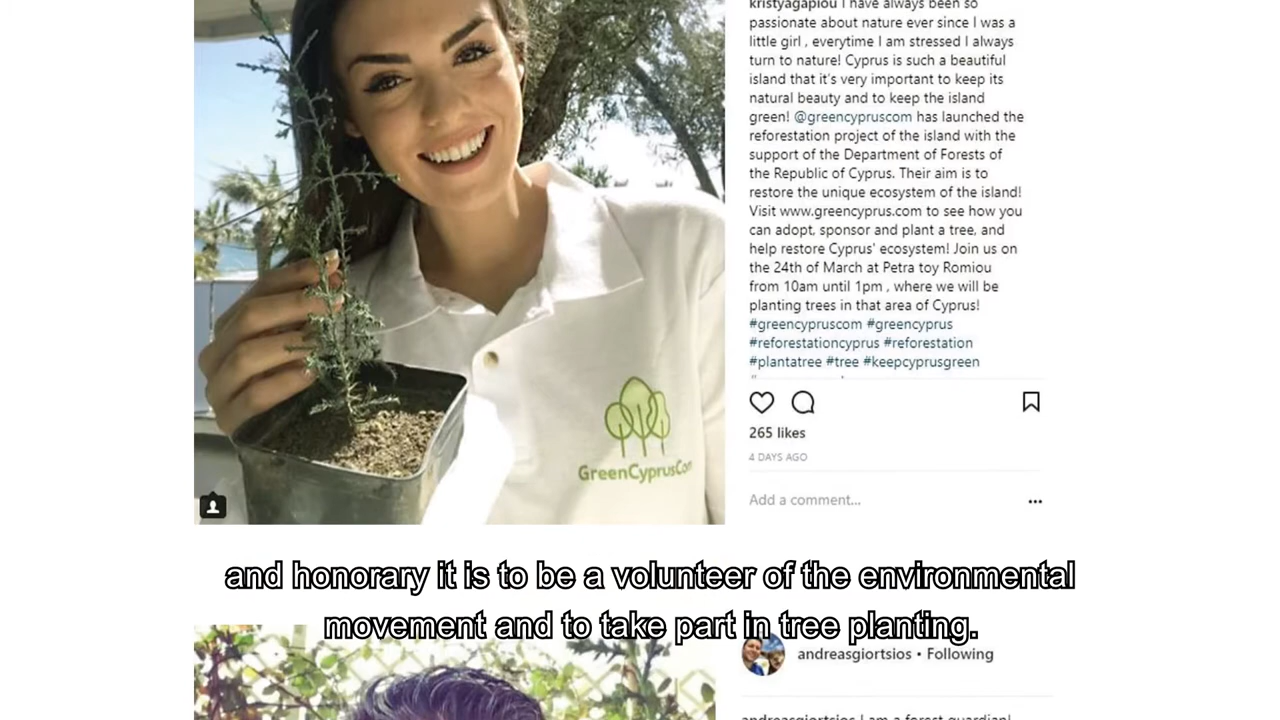 kristyagapiou I have always been so
passionate about nature ever since I was a
little girl , everytime I am stressed I always
turn to nature! Cyprus is such a beautiful
island that it's very important to keep its
natural beauty and to keep the island
green! @greencypruscom has launched the
reforestation project of the island with the
support of the Department of Forests of
the Republic of Cyprus. Their aim is to
restore the unique ecosystem of the island!
Visit www.greencyprus.com to see how you
can adopt, sponsor and plant a tree, and
help restore Cyprus' ecosystem! Join us on
the 24th of March at Petra toy Romiou
from 10am until 1pm , where we will be
planting trees in that area of Cyprus!
#greencypruscom #greencyprus
#reforestationcyprus #reforestation
#plantatree #tree #keepcyprusgreen
GreenCyprusCom
265 likes
4 DAYS AGO
Add a comment...
and honorary it is to be a volunteer of the environmental
movement and to take part in tree planting.
andreasgiortsios • Following
andreasgiortsios I am a forest guardian!